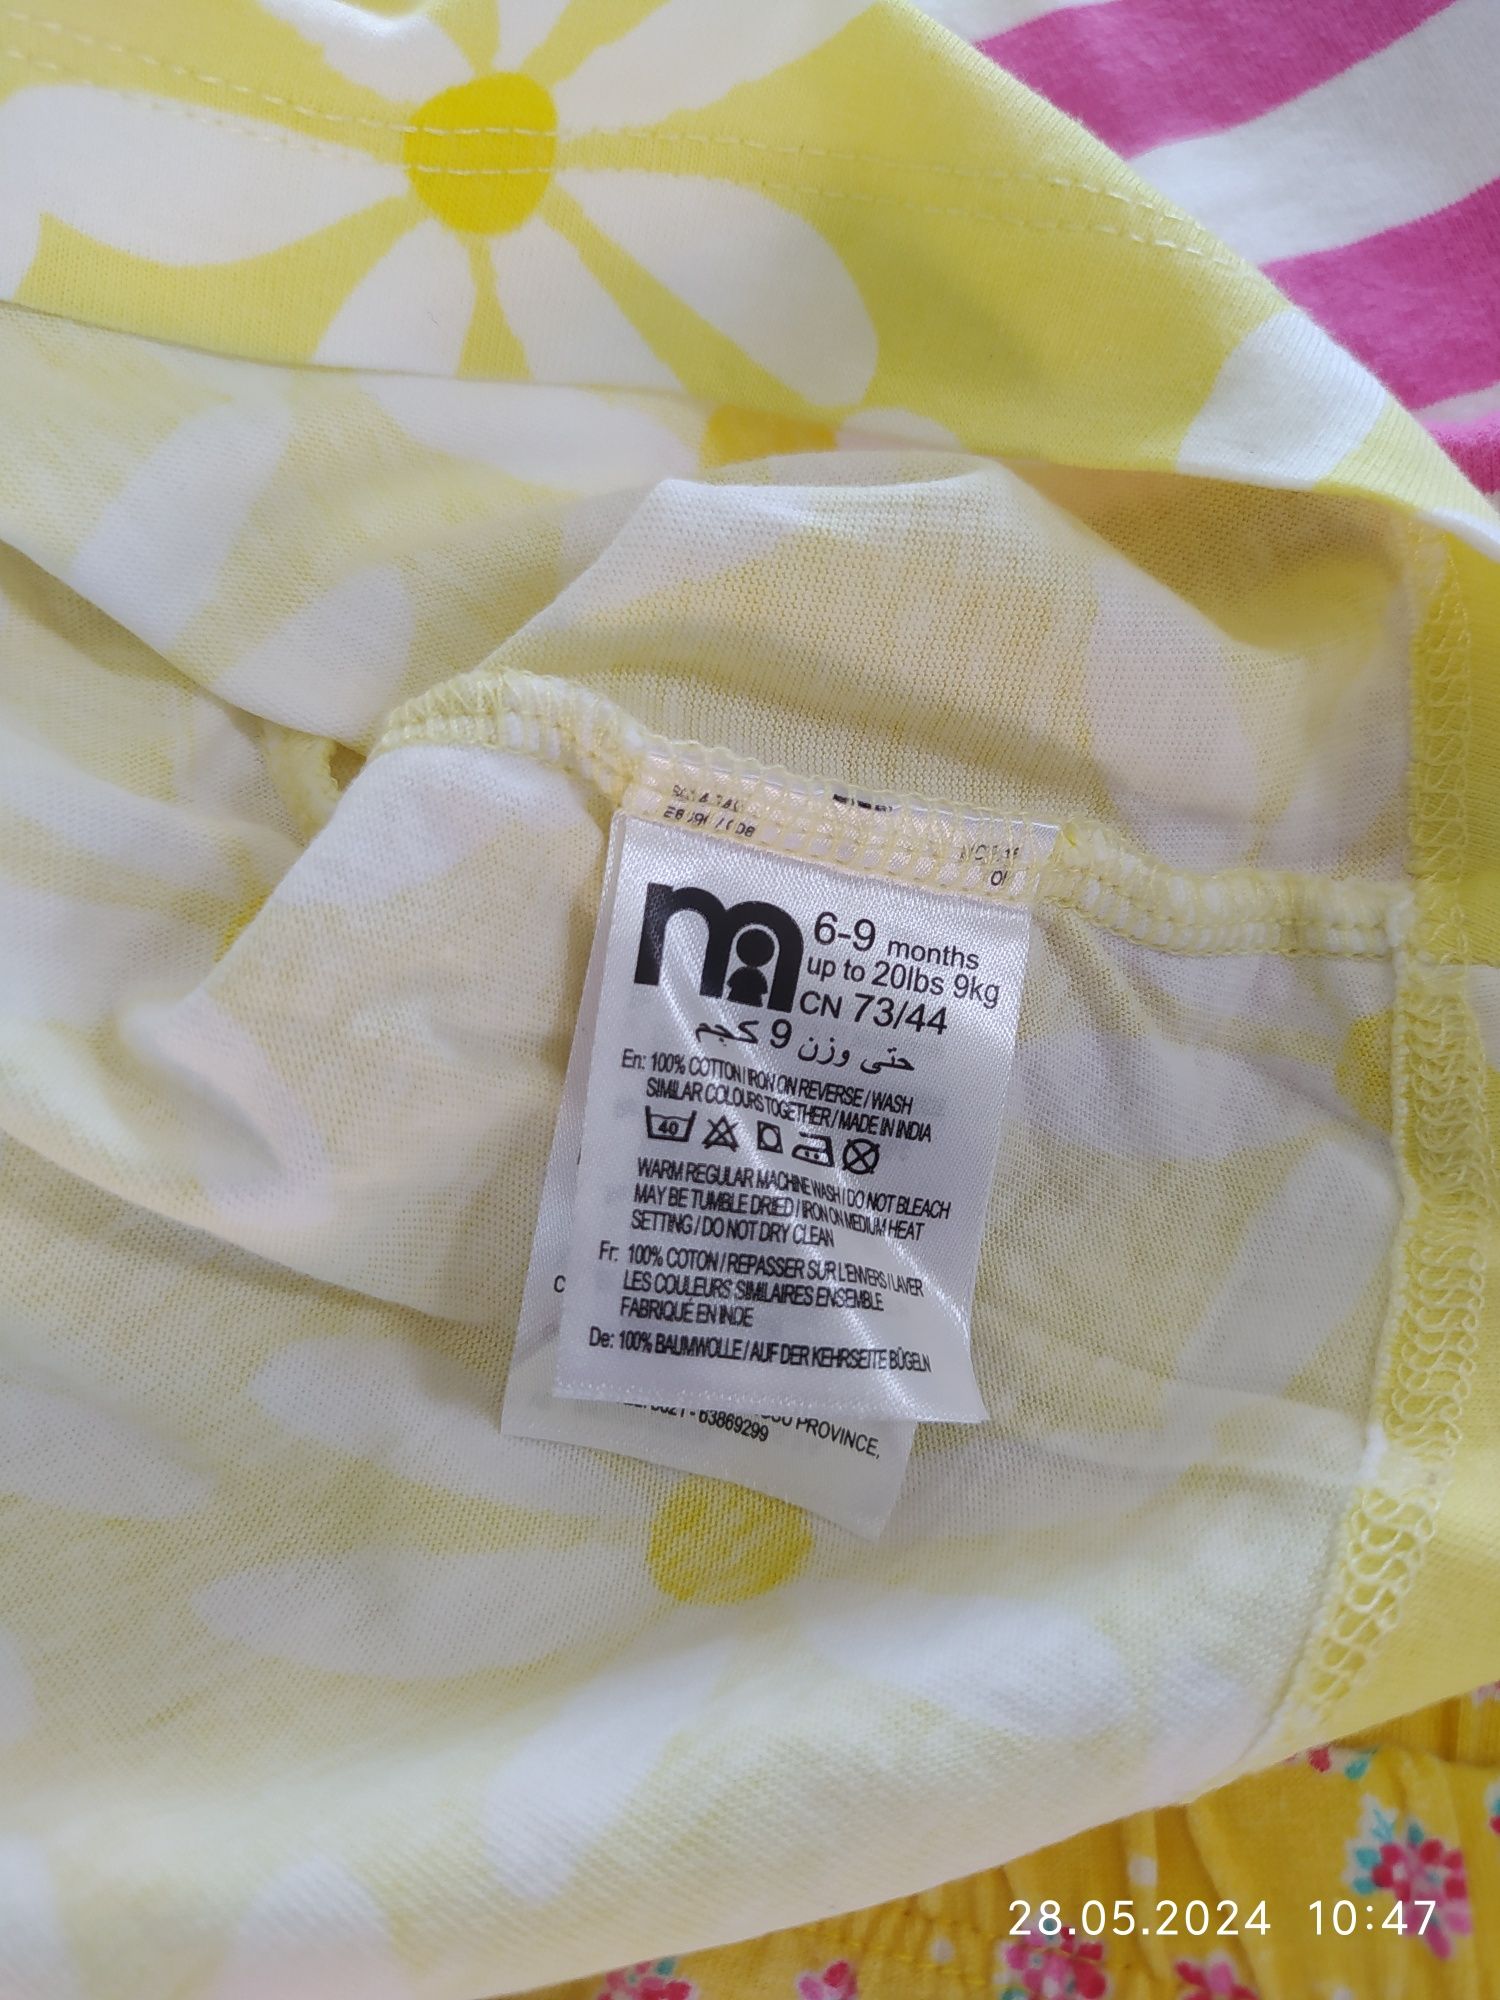 6-9 months
up to 20lbs 9kg
CN 73/44
حتى وزن 9 كجم
En: 100% COTTON / IRON ON REVERSE / WASH
SIMILAR COLOURS TOGETHER / MADE IN INDIA
40
WARM REGULAR MACHINE WASH / DO NOT BLEACH
MAY BE TUMBLE DRIED / IRON ON MEDIUM HEAT
SETTING / DO NOT DRY CLEAN
Fr: 100% COTON / REPASSER SUR L'ENVERS / LAVER
LES COULEURS SIMILAIRES ENSEMBLE
FABRIQUÉ EN INDE
De: 100% BAUMWOLLE / AUF DER KEHRSEITE BÜGELN
PROVINCE,
63869299
28.05.2024 10:47